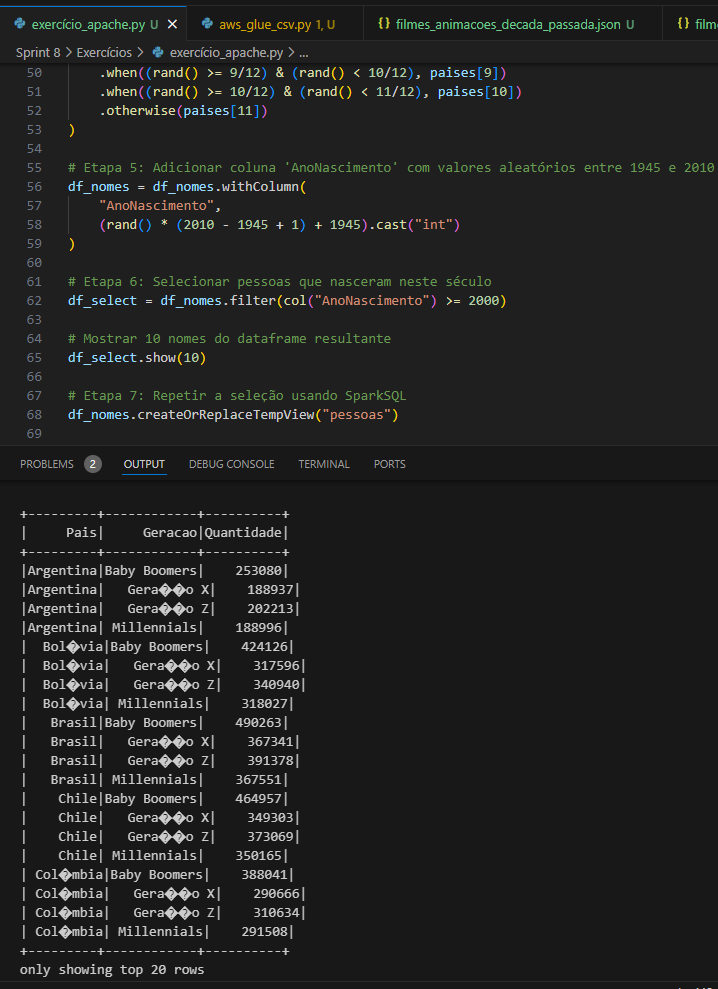 exercício_apache.py U
aws_glue_csv.py 1, U
{} filmes_animacoes_decada_passada.json U
{} film
Sprint 8 > Exercícios > exercício_apache.py > ...
50 .when((rand() >= 9/12) & (rand() < 10/12), paises[9])
51 .when((rand() >= 10/12) & (rand() < 11/12), paises[10])
52 .otherwise(paises[11])
53 )
54
55 # Etapa 5: Adicionar coluna 'AnoNascimento' com valores aleatórios entre 1945 e 2010
56 df_nomes = df_nomes.withColumn(
57 "AnoNascimento",
58 (rand() * (2010 - 1945 + 1) + 1945).cast("int")
59 )
60
61 # Etapa 6: Selecionar pessoas que nasceram neste século
62 df_select = df_nomes.filter(col("AnoNascimento") >= 2000)
63
64 # Mostrar 10 nomes do dataframe resultante
65 df_select.show(10)
66
67 # Etapa 7: Repetir a seleção usando SparkSQL
68 df_nomes.createOrReplaceTempView("pessoas")
69
PROBLEMS 2 OUTPUT DEBUG CONSOLE TERMINAL PORTS
+---------+------------+----------+
|     Pais|     Geracao|Quantidade|
+---------+------------+----------+
|Argentina|Baby Boomers|    253080|
|Argentina|   Gera��o X|    188937|
|Argentina|   Gera��o Z|    202213|
|Argentina| Millennials|    188996|
|  Bol�via|Baby Boomers|    424126|
|  Bol�via|   Gera��o X|    317596|
|  Bol�via|   Gera��o Z|    340940|
|  Bol�via| Millennials|    318027|
|   Brasil|Baby Boomers|    490263|
|   Brasil|   Gera��o X|    367341|
|   Brasil|   Gera��o Z|    391378|
|   Brasil| Millennials|    367551|
|    Chile|Baby Boomers|    464957|
|    Chile|   Gera��o X|    349303|
|    Chile|   Gera��o Z|    373069|
|    Chile| Millennials|    350165|
| Col�mbia|Baby Boomers|    388041|
| Col�mbia|   Gera��o X|    290666|
| Col�mbia|   Gera��o Z|    310634|
| Col�mbia| Millennials|    291508|
+---------+------------+----------+
only showing top 20 rows